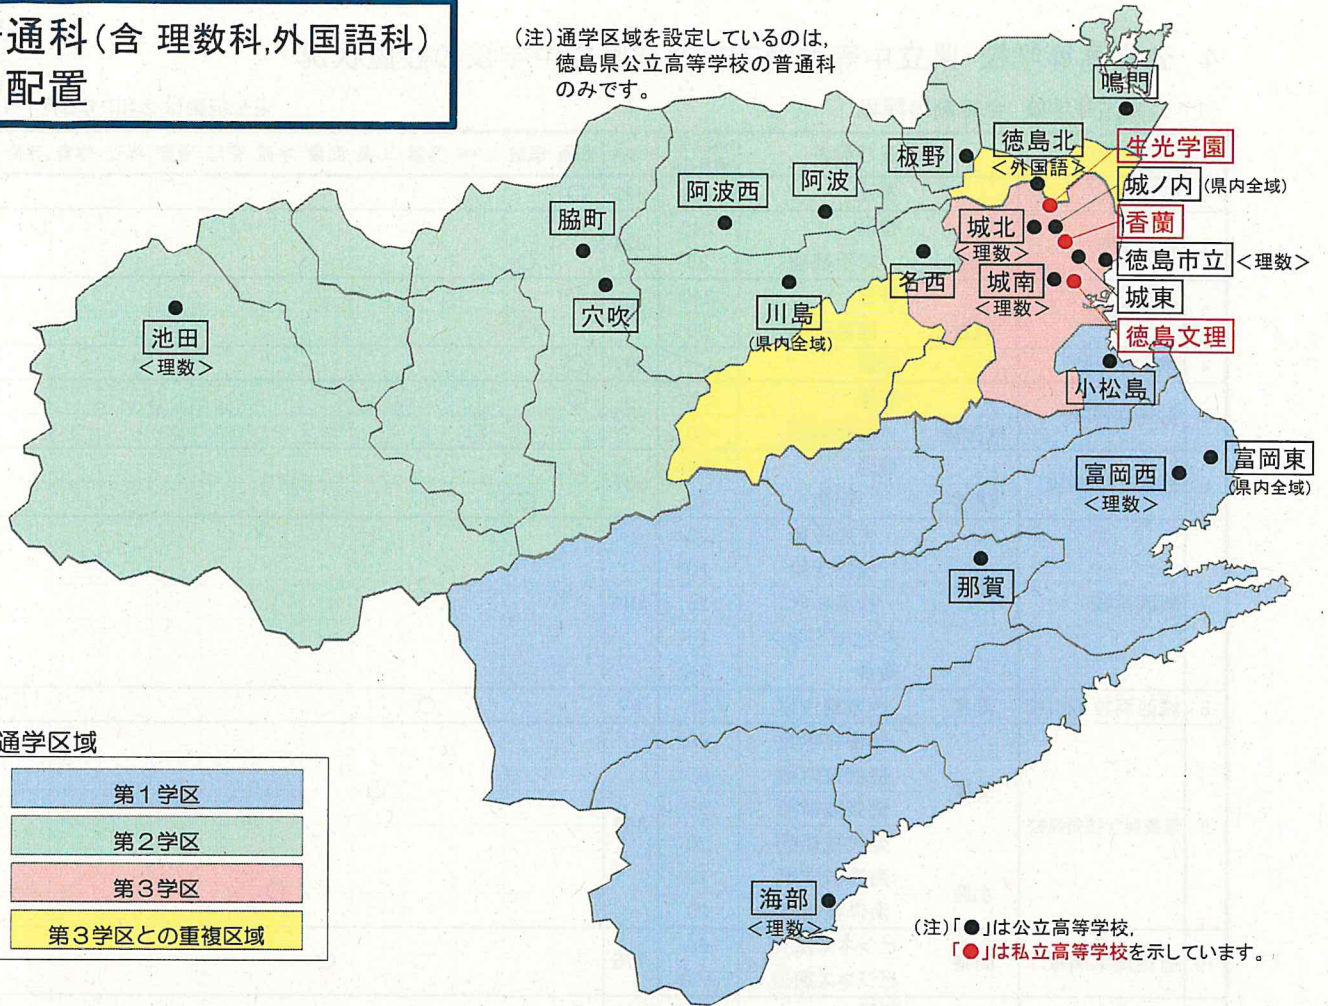 通科(含 理数科,外国語科)
配置
(注)通学区域を設定しているのは,
徳島県公立高等学校の普通科
のみです。
鳴門
徳島北
<外国語>
板野
生光学園
城ノ内(県内全域)
阿波西
阿波
脇町
城北
<理数>
香蘭
徳島市立<理数>
名西
城南
<理数>
城東
穴吹
川島
(県内全域)
池田
<理数>
徳島文理
小松島
富岡西
<理数>
富岡東
(県内全域)
那賀
海部
<理数>
通学区域
第1学区
第2学区
第3学区
第3学区との重複区域
(注)「●」は公立高等学校,
「●」は私立高等学校を示しています。